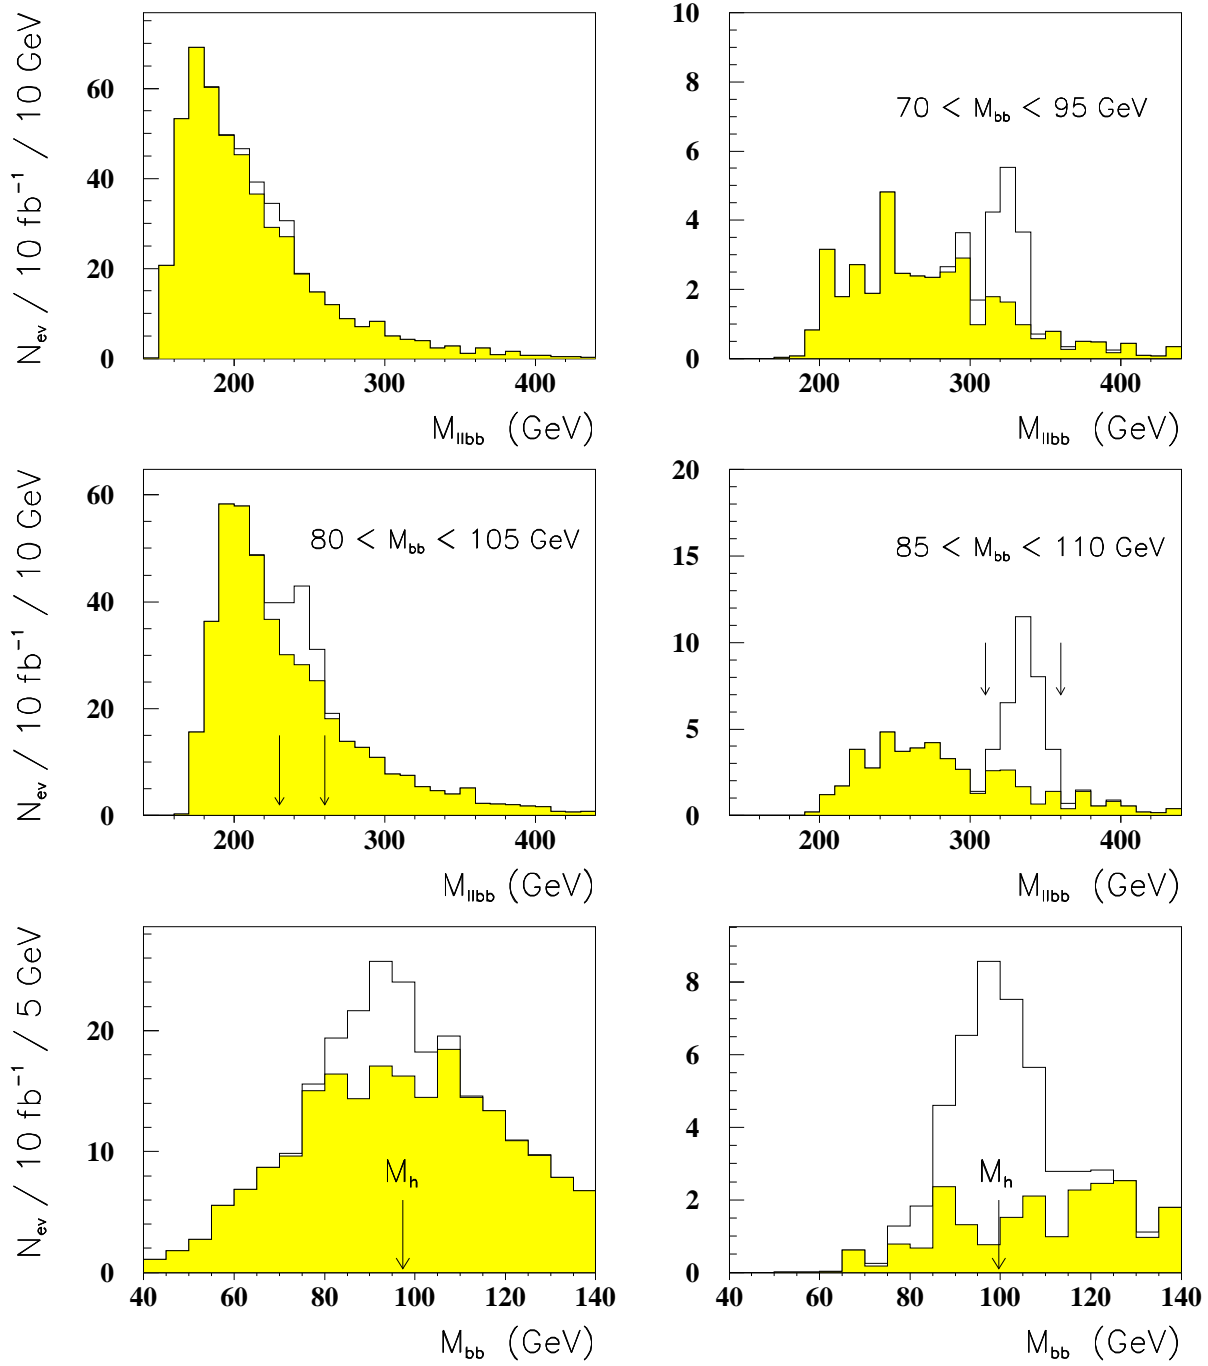 N_ev / 10 fb⁻¹ / 10 GeV
60
40
20
0
200 300 400
M_llbb (GeV)
70 < M_bb < 95 GeV
10
8
6
4
2
0
200 300 400
M_llbb (GeV)
N_ev / 10 fb⁻¹ / 10 GeV
80 < M_bb < 105 GeV
60
40
20
0
200 300 400
M_llbb (GeV)
85 < M_bb < 110 GeV
20
15
10
5
0
200 300 400
M_llbb (GeV)
N_ev / 10 fb⁻¹ / 5 GeV
20
10
0
M_h
40 60 80 100 120 140
M_bb (GeV)
8
6
4
2
0
M_h
40 60 80 100 120 140
M_bb (GeV)